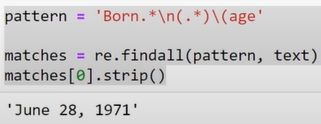 pattern = 'Born.*\n(.*)\(age'
matches = re.findall(pattern, text)
matches[0].strip()
'June 28, 1971'